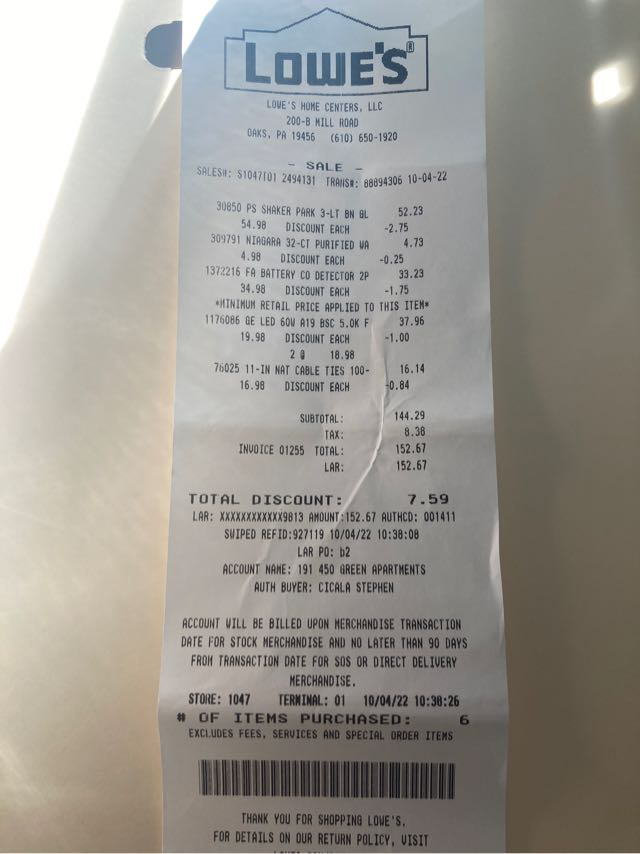 LOWE'S®
LOWE'S HOME CENTERS, LLC
200-B MILL ROAD
OAKS, PA 19456 (610) 650-1920
- SALE -
SALES#: S1047T01 2494131 TRANS#: 88894306 10-04-22
30850 PS SHAKER PARK 3-LT BN GL 52.23
54.98 DISCOUNT EACH -2.75
309791 NIAGARA 32-CT PURIFIED WA 4.73
4.98 DISCOUNT EACH -0.25
1372216 FA BATTERY CO DETECTOR 2P 33.23
34.98 DISCOUNT EACH -1.75
*MINIMUM RETAIL PRICE APPLIED TO THIS ITEM*
1176086 GE LED 60W A19 BSC 5.0K F 37.96
19.98 DISCOUNT EACH -1.00
2 @ 18.98
76025 11-IN NAT CABLE TIES 100- 16.14
16.98 DISCOUNT EACH -0.84
SUBTOTAL: 144.29
TAX: 8.38
INVOICE 01255 TOTAL: 152.67
LAR: 152.67
TOTAL DISCOUNT: 7.59
LAR: XXXXXXXXXXXX9813 AMOUNT:152.67 AUTHCD: 001411
SWIPED REFID:927119 10/04/22 10:38:08
LAR PO: b2
ACCOUNT NAME: 191 450 GREEN APARTMENTS
AUTH BUYER: CICALA STEPHEN
ACCOUNT WILL BE BILLED UPON MERCHANDISE TRANSACTION
DATE FOR STOCK MERCHANDISE AND NO LATER THAN 90 DAYS
FROM TRANSACTION DATE FOR SOS OR DIRECT DELIVERY
MERCHANDISE.
STORE: 1047 TERMINAL: 01 10/04/22 10:38:26
# OF ITEMS PURCHASED: 6
EXCLUDES FEES, SERVICES AND SPECIAL ORDER ITEMS
THANK YOU FOR SHOPPING LOWE'S.
FOR DETAILS ON OUR RETURN POLICY, VISIT